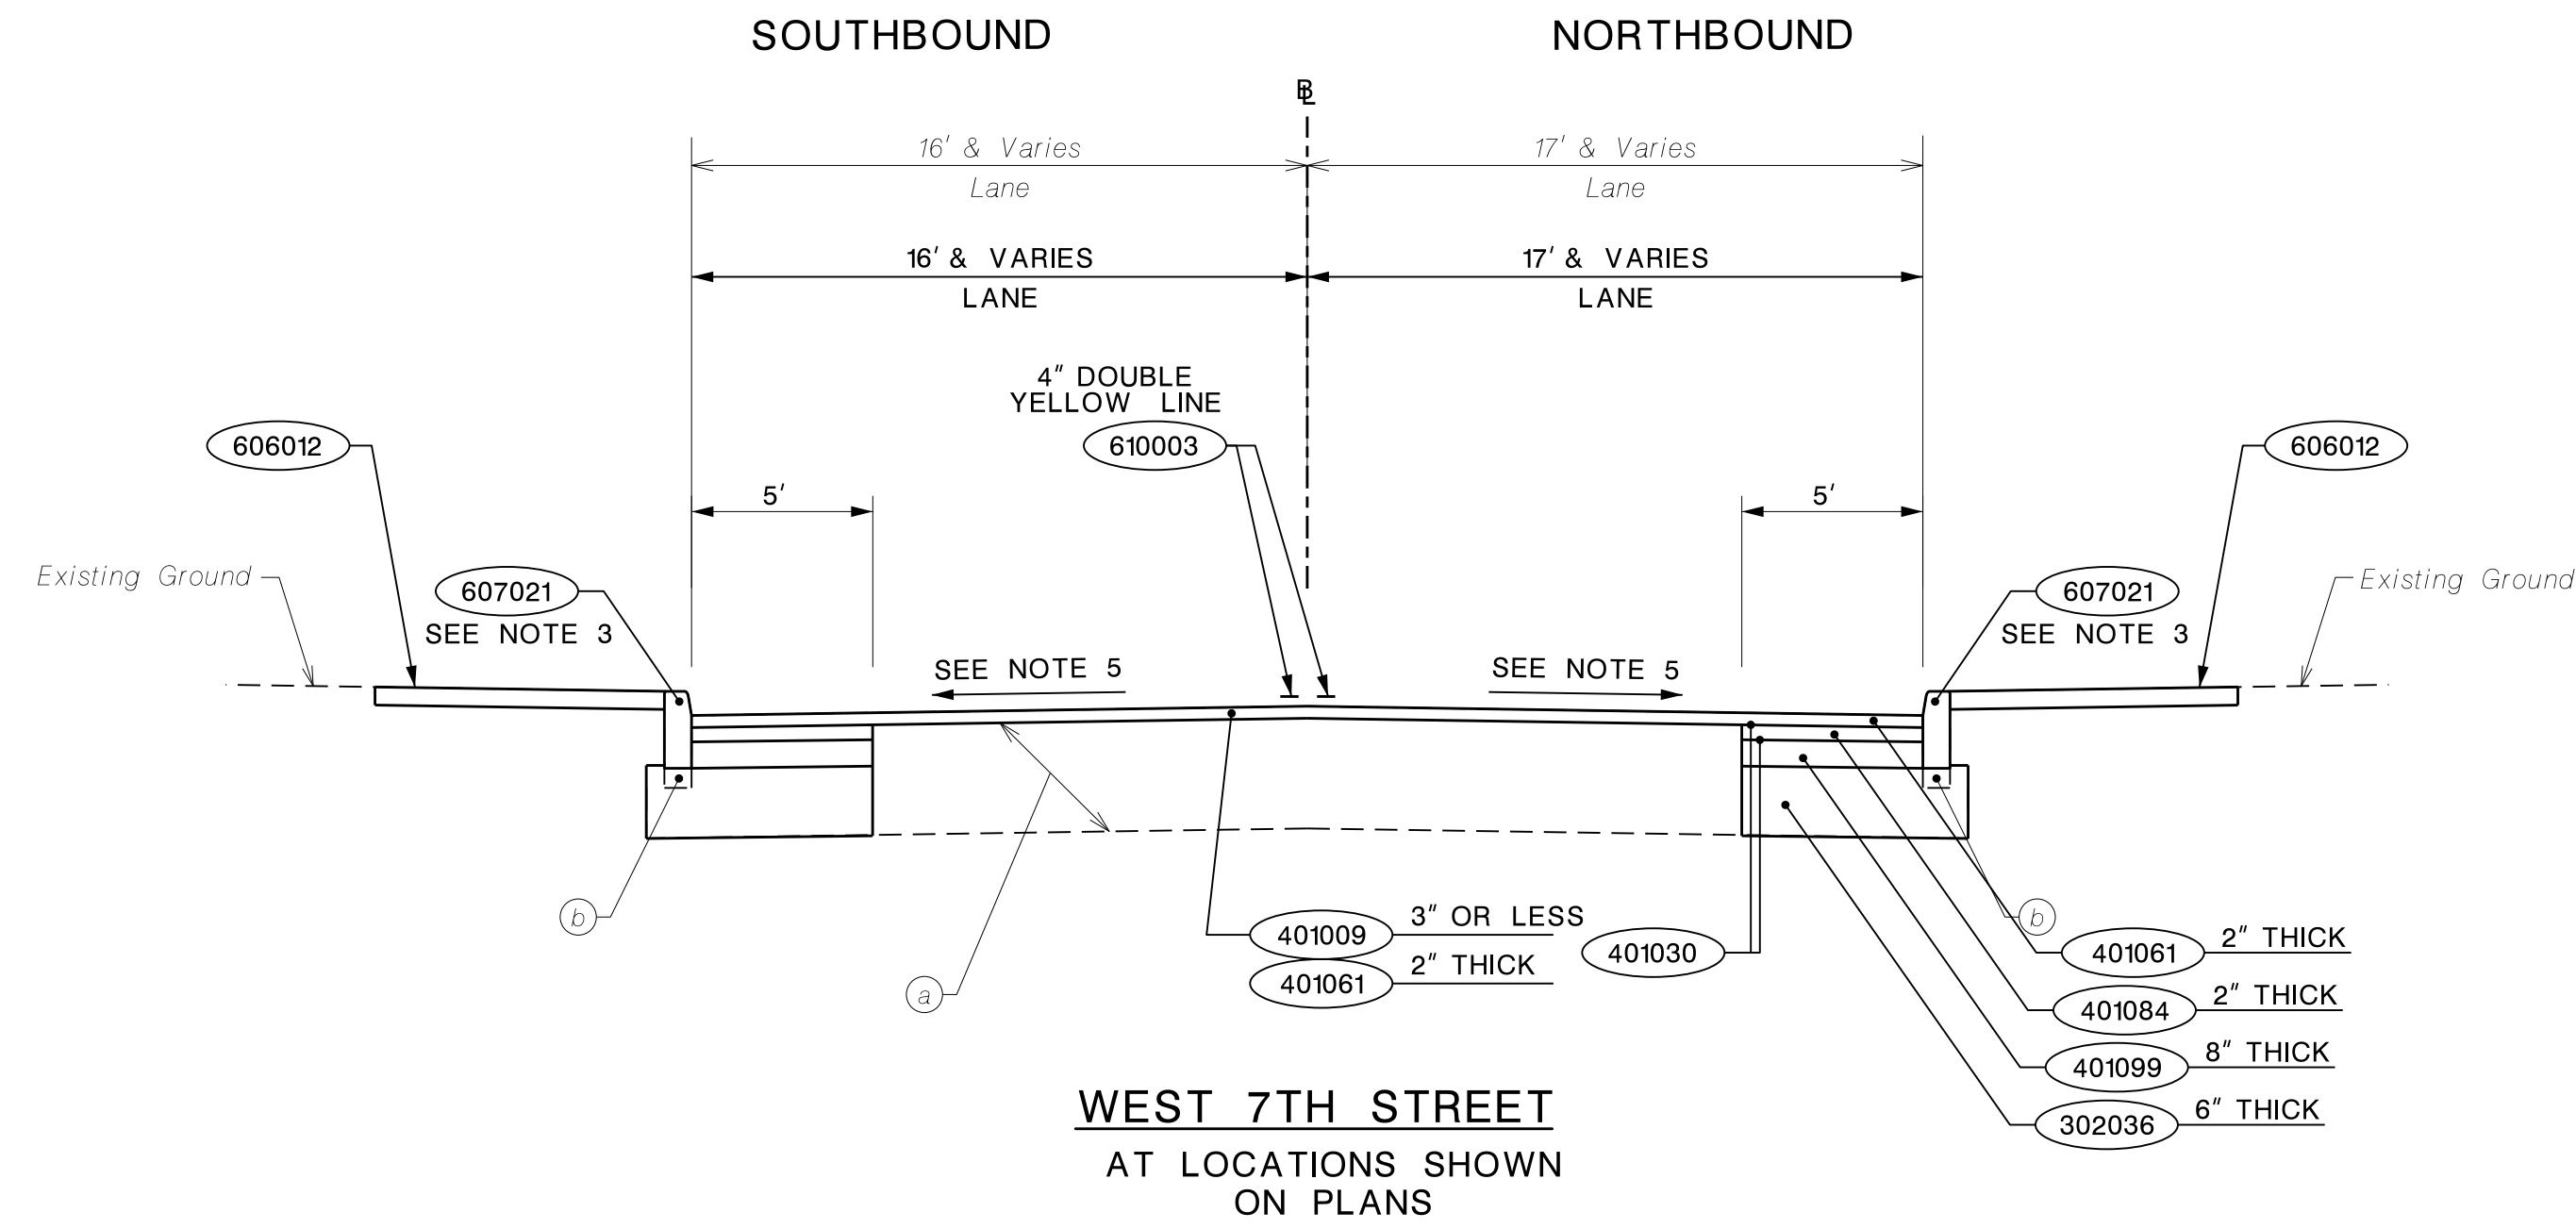 SOUTHBOUND
NORTHBOUND
BL
16' & Varies
Lane
17' & Varies
Lane
16' & VARIES
LANE
17' & VARIES
LANE
4" DOUBLE
YELLOW LINE
606012
610003
606012
5'
5'
Existing Ground
607021
SEE NOTE 3
607021
SEE NOTE 3
Existing Ground
SEE NOTE 5
SEE NOTE 5
b
a
401009 3" OR LESS
401061 2" THICK
401030
b
401061 2" THICK
401084 2" THICK
401099 8" THICK
302036 6" THICK
WEST 7TH STREET
AT LOCATIONS SHOWN
ON PLANS